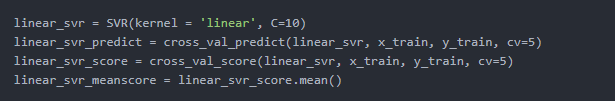 linear_svr = SVR(kernel = 'linear', C=10)
linear_svr_predict = cross_val_predict(linear_svr, x_train, y_train, cv=5)
linear_svr_score = cross_val_score(linear_svr, x_train, y_train, cv=5)
linear_svr_meanscore = linear_svr_score.mean()